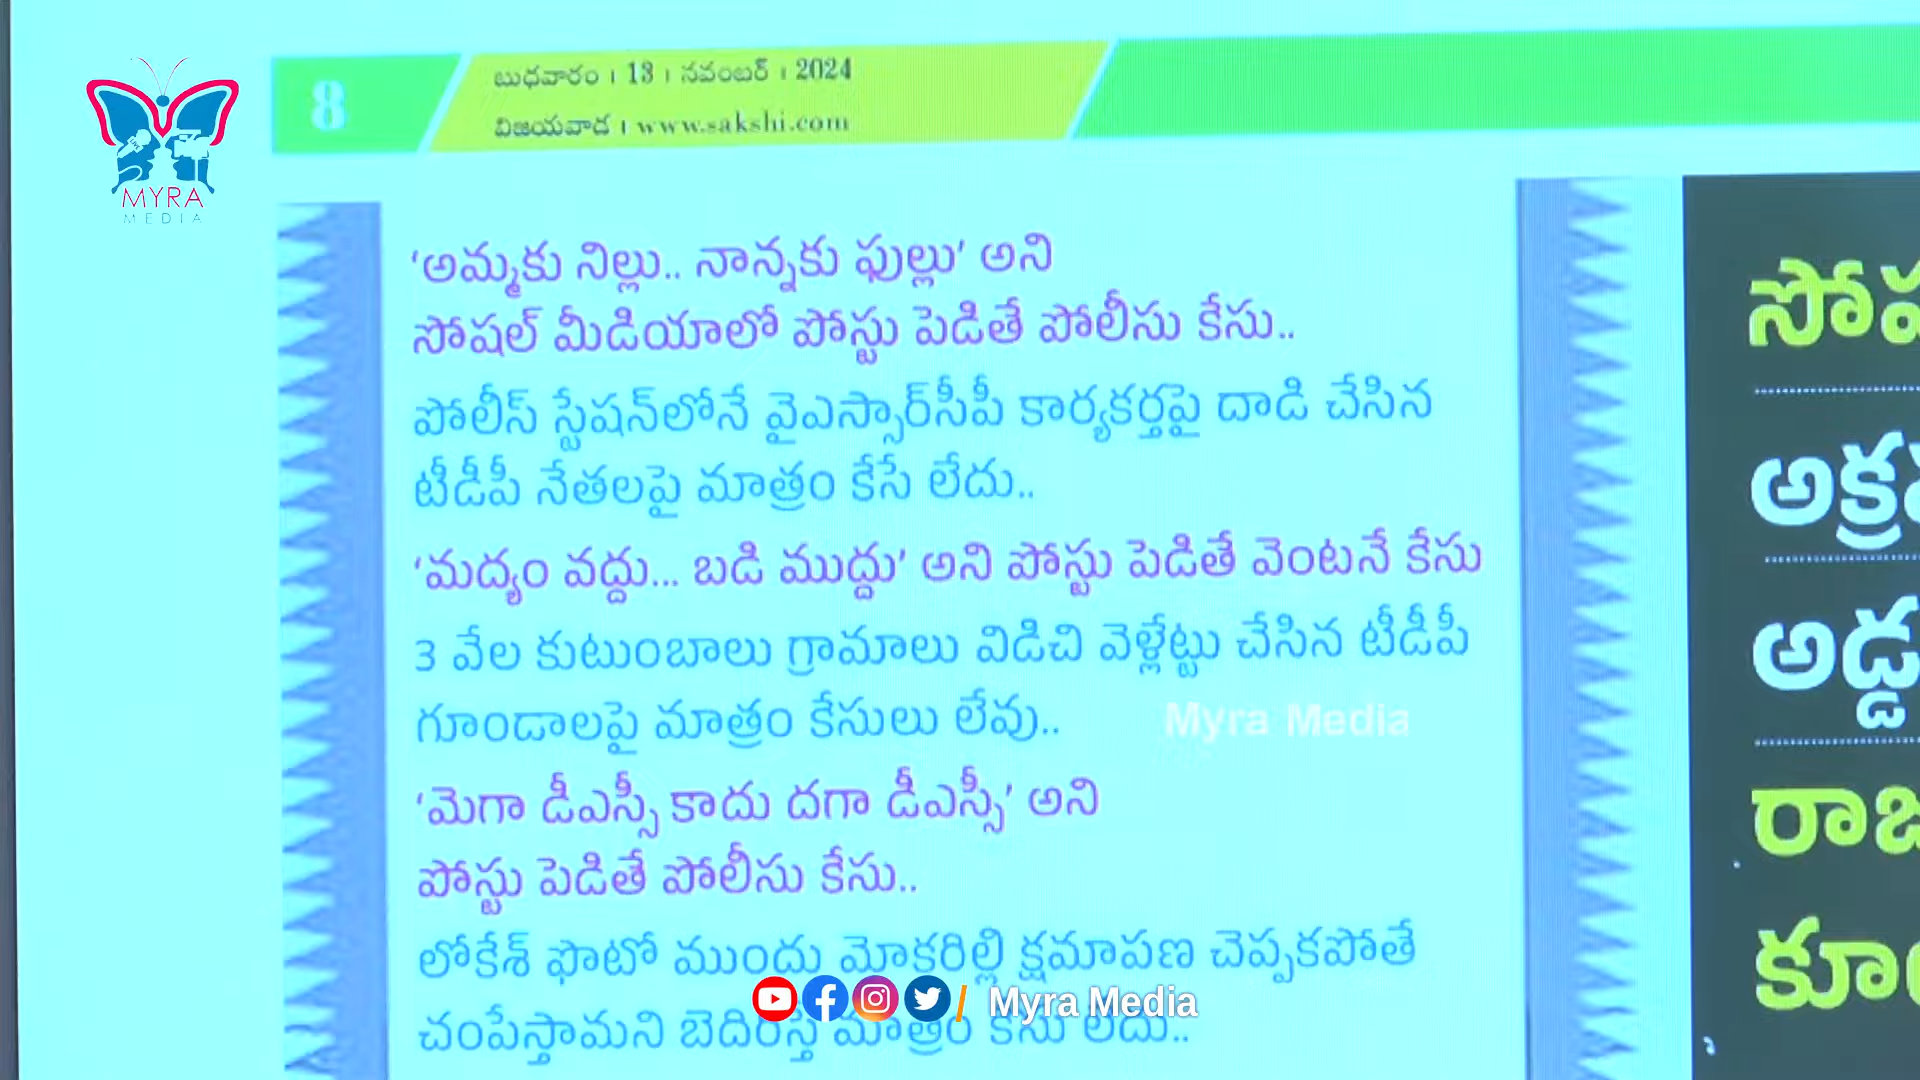 MYRA
MEDIA
8
బుధవారం । 13 । నవంబర్ । 2024
విజయవాడ । www.sakshi.com
‘అమ్మకు నిల్లు.. నాన్నకు ఫుల్లు’ అని
సోషల్ మీడియాలో పోస్టు పెడితే పోలీసు కేసు..
పోలీస్ స్టేషన్‌లోనే వైఎస్సార్‌సీపీ కార్యకర్తపై దాడి చేసిన
టీడీపీ నేతలపై మాత్రం కేసే లేదు..
‘మద్యం వద్దు... బడి ముద్దు’ అని పోస్టు పెడితే వెంటనే కేసు
3 వేల కుటుంబాలు గ్రామాలు విడిచి వెళ్లేట్టు చేసిన టీడీపీ
గూండాలపై మాత్రం కేసులు లేవు..
Myra Media
‘మెగా డీఎస్సీ కాదు దగా డీఎస్సీ’ అని
పోస్టు పెడితే పోలీసు కేసు..
లోకేశ్ ఫొటో ముందు మోకరిల్లి క్షమాపణ చెప్పకపోతే
చంపేస్తామని బెదిరిస్తే మాత్రం కేసు లేదు..
/ Myra Media